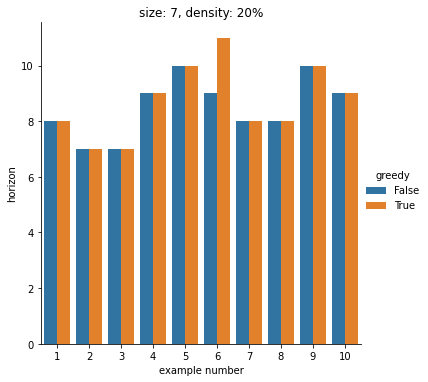 size: 7, density: 20%
horizon
10
8
6
4
2
0
1 2 3 4 5 6 7 8 9 10
example number
greedy
False
True